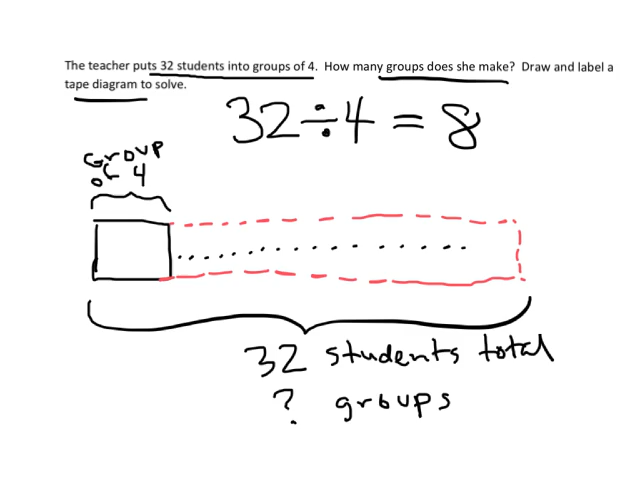 The teacher puts 32 students into groups of 4. How many groups does she make? Draw and label a
tape diagram to solve.
32 ÷ 4 = 8
Group
of 4
32 students total
? groups